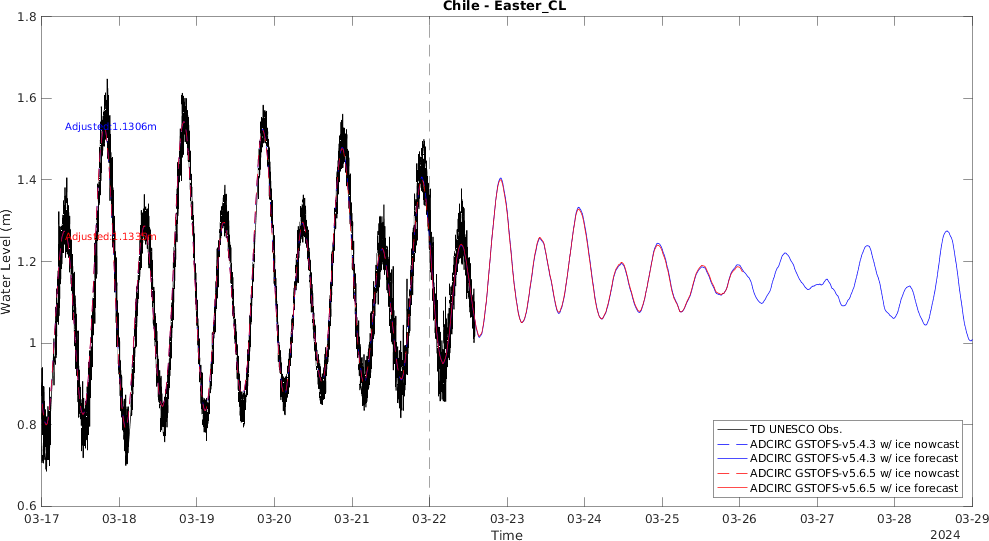 Chile - Easter_CL
1.8
1.6
1.4
1.2
1
0.8
0.6
Water Level (m)
Adjusted:1.1306m
03-17
03-18
03-19
03-20
03-21
03-22
03-23
03-24
03-25
03-26
03-27
03-28
03-29
Time
2024
TD UNESCO Obs.
ADCIRC GSTOFS-v5.4.3 w/ ice nowcast
ADCIRC GSTOFS-v5.4.3 w/ ice forecast
ADCIRC GSTOFS-v5.6.5 w/ ice nowcast
ADCIRC GSTOFS-v5.6.5 w/ ice forecast